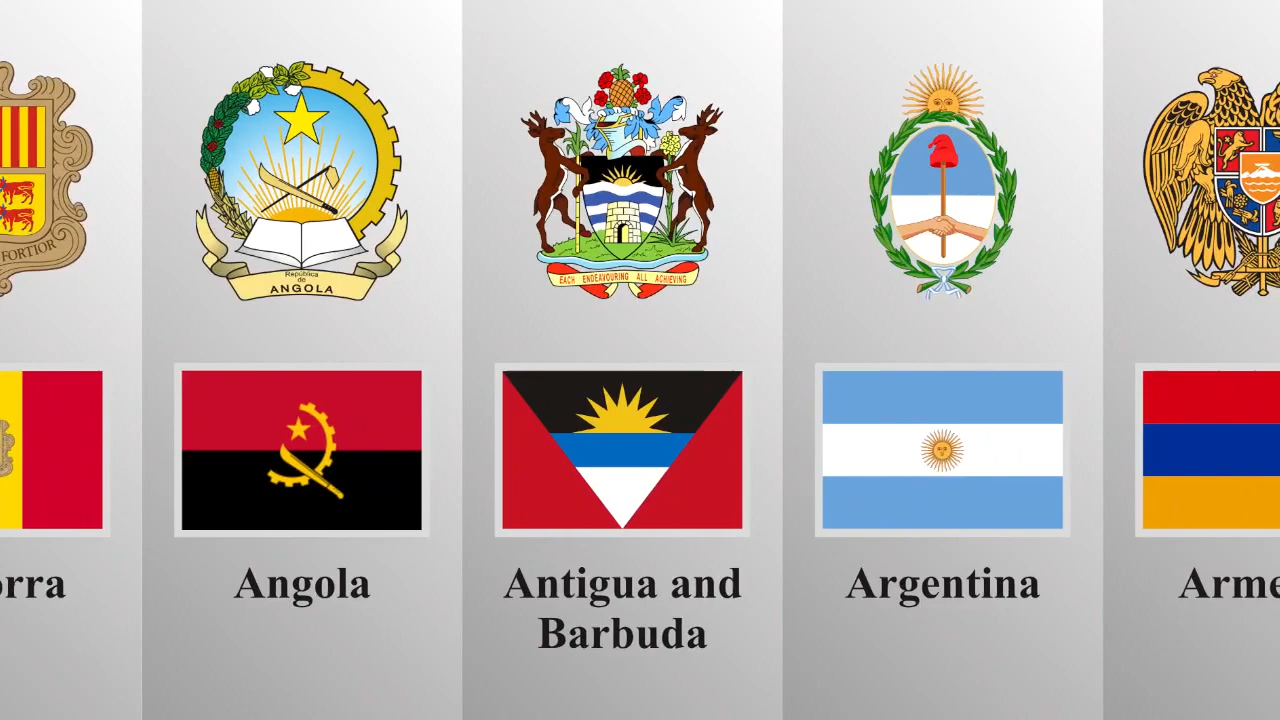 FORTIOR
República
de
ANGOLA
EACH ENDEAVOURING ALL ACHIEVING
orra
Angola
Antigua and
Barbuda
Argentina
Arme